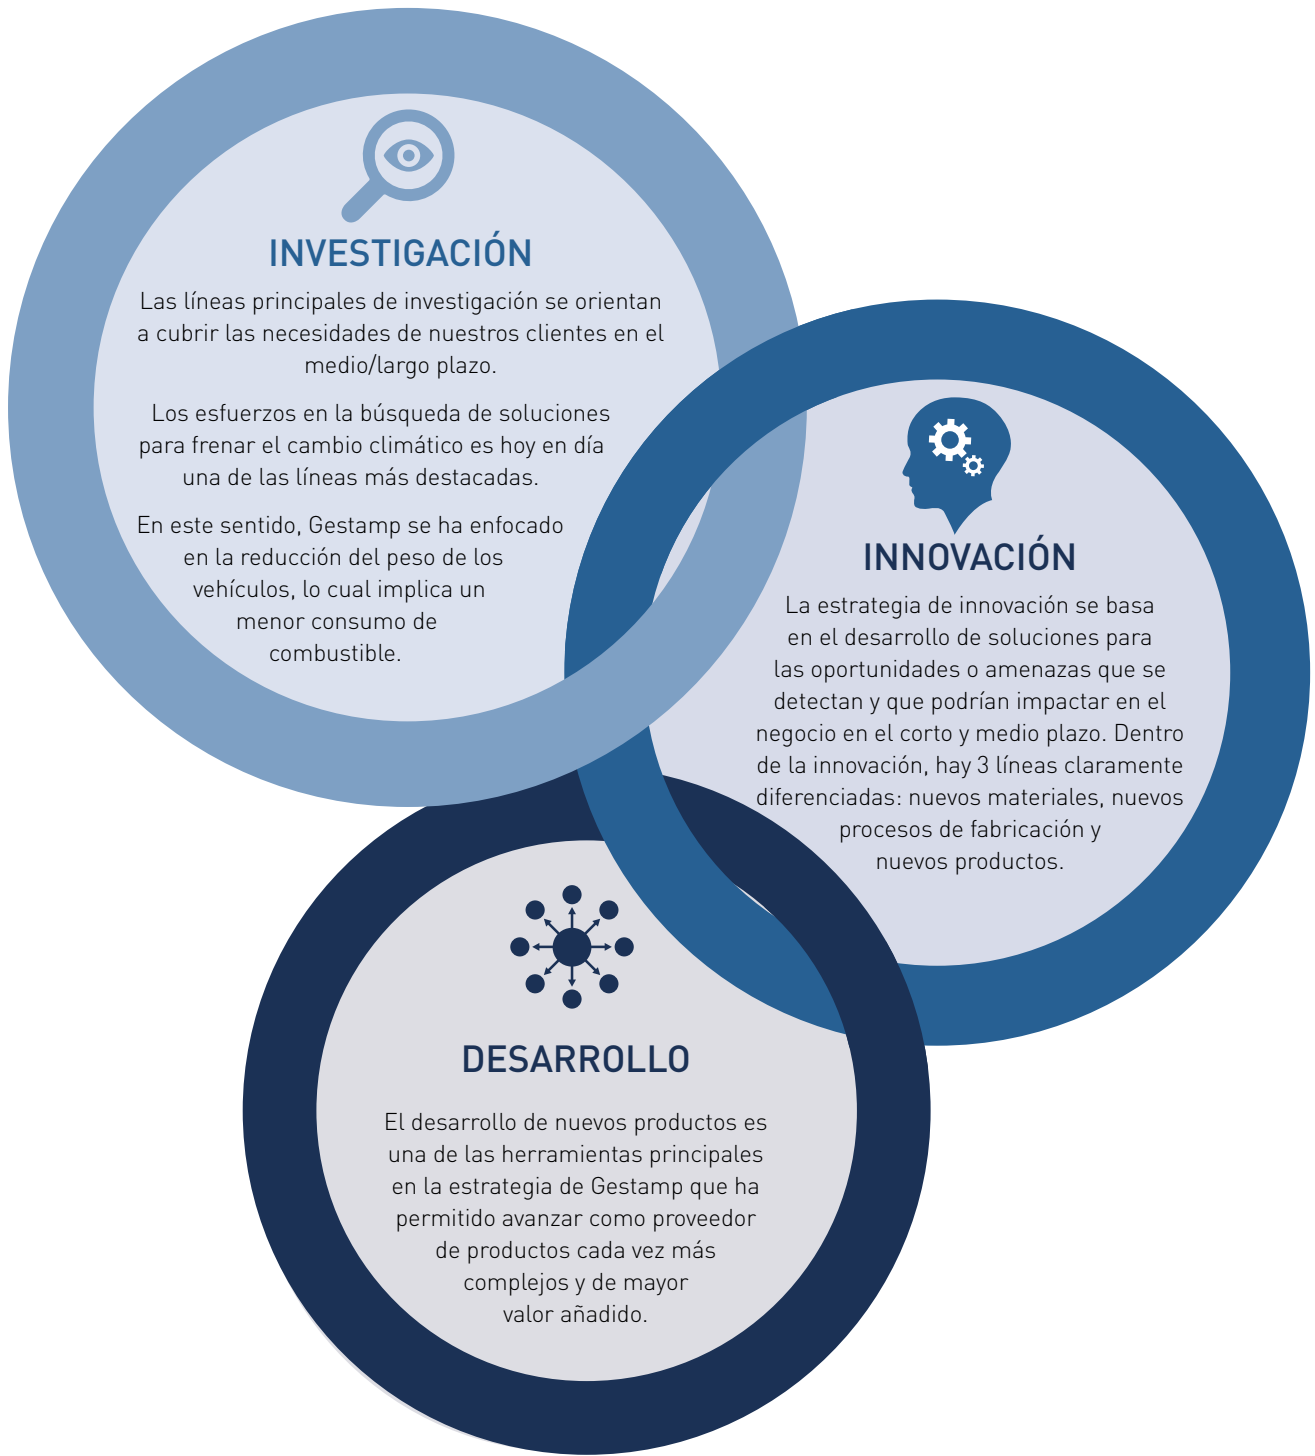 INVESTIGACIÓN
Las líneas principales de investigación se orientan
a cubrir las necesidades de nuestros clientes en el
medio/largo plazo.
Los esfuerzos en la búsqueda de soluciones
para frenar el cambio climático es hoy en día
una de las líneas más destacadas.
En este sentido, Gestamp se ha enfocado
en la reducción del peso de los
vehículos, lo cual implica un
menor consumo de
combustible.
INNOVACIÓN
La estrategia de innovación se basa
en el desarrollo de soluciones para
las oportunidades o amenazas que se
detectan y que podrían impactar en el
negocio en el corto y medio plazo. Dentro
de la innovación, hay 3 líneas claramente
diferenciadas: nuevos materiales, nuevos
procesos de fabricación y
nuevos productos.
DESARROLLO
El desarrollo de nuevos productos es
una de las herramientas principales
en la estrategia de Gestamp que ha
permitido avanzar como proveedor
de productos cada vez más
complejos y de mayor
valor añadido.